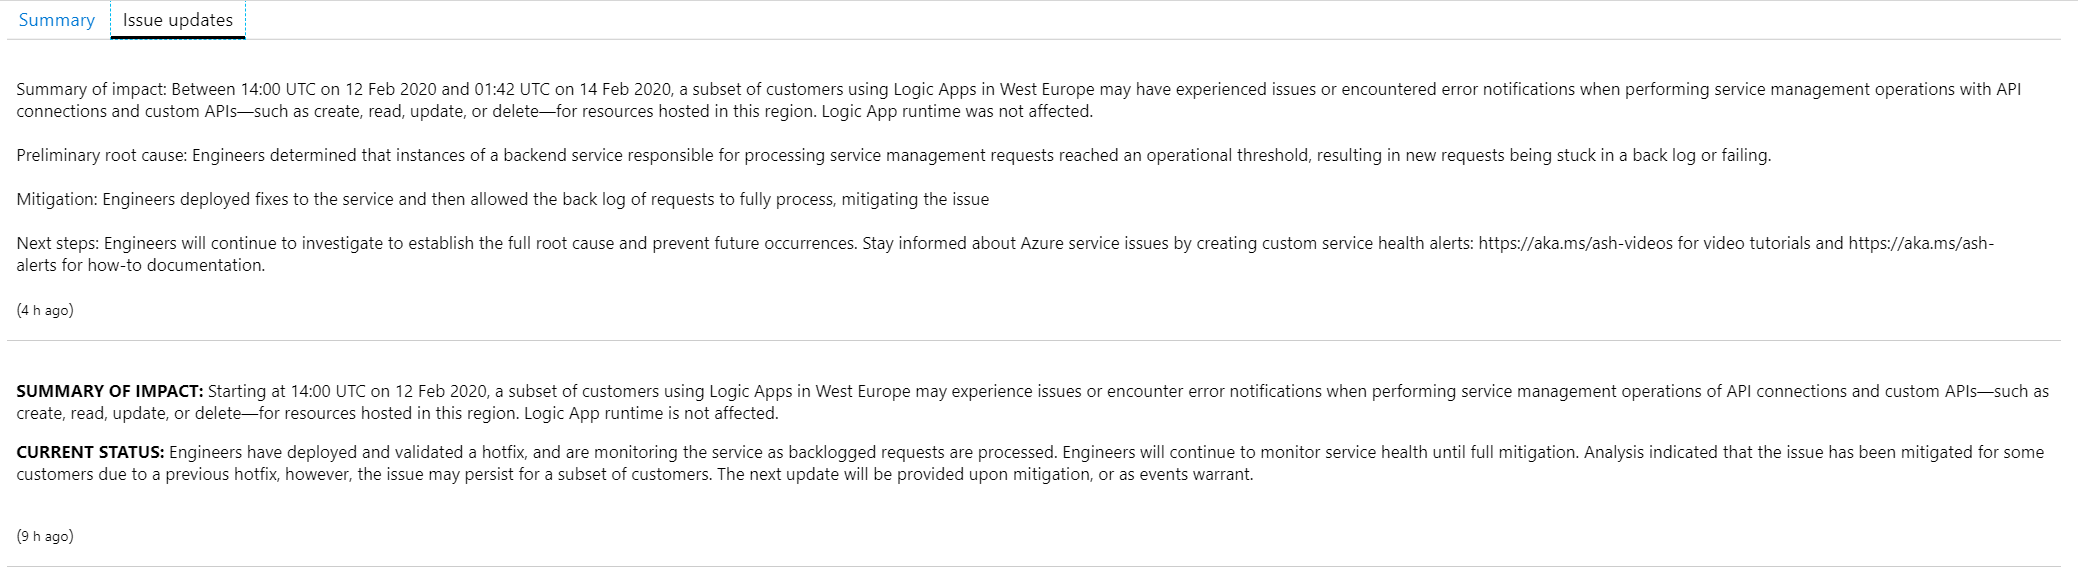 Summary
Issue updates
Summary of impact: Between 14:00 UTC on 12 Feb 2020 and 01:42 UTC on 14 Feb 2020, a subset of customers using Logic Apps in West Europe may have experienced issues or encountered error notifications when performing service management operations with API
connections and custom APIs—such as create, read, update, or delete—for resources hosted in this region. Logic App runtime was not affected.
Preliminary root cause: Engineers determined that instances of a backend service responsible for processing service management requests reached an operational threshold, resulting in new requests being stuck in a back log or failing.
Mitigation: Engineers deployed fixes to the service and then allowed the back log of requests to fully process, mitigating the issue
Next steps: Engineers will continue to investigate to establish the full root cause and prevent future occurrences. Stay informed about Azure service issues by creating custom service health alerts: https://aka.ms/ash-videos for video tutorials and https://aka.ms/ash-
alerts for how-to documentation.
(4 h ago)
SUMMARY OF IMPACT: Starting at 14:00 UTC on 12 Feb 2020, a subset of customers using Logic Apps in West Europe may experience issues or encounter error notifications when performing service management operations of API connections and custom APIs—such as
create, read, update, or delete—for resources hosted in this region. Logic App runtime is not affected.
CURRENT STATUS: Engineers have deployed and validated a hotfix, and are monitoring the service as backlogged requests are processed. Engineers will continue to monitor service health until full mitigation. Analysis indicated that the issue has been mitigated for some
customers due to a previous hotfix, however, the issue may persist for a subset of customers. The next update will be provided upon mitigation, or as events warrant.
(9 h ago)